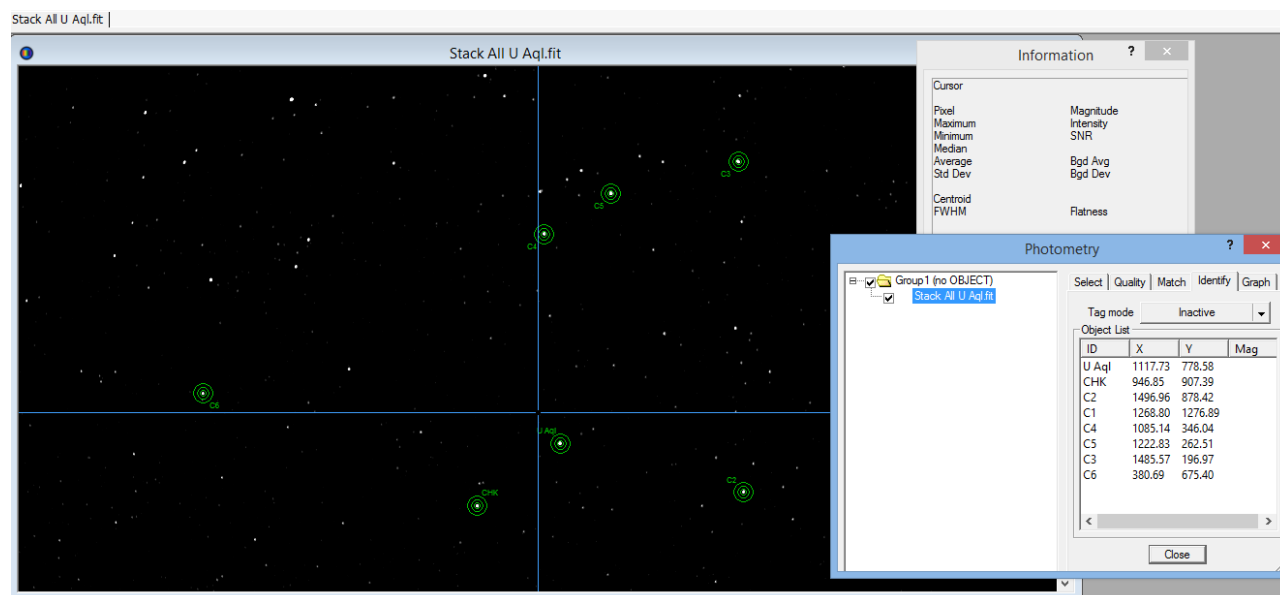 Stack All U Aql.fit
Stack All U Aql.fit
C3
C5
C4
C6
U Aql
C2
CHK
Information ?
Cursor
Pixel Magnitude
Maximum Intensity
Minimum SNR
Median
Average Bgd Avg
Std Dev Bgd Dev
Centroid
FWHM Flatness
Photometry ?
Group1 (no OBJECT)
Stack All U Aql.fit
Select Quality Match Identify Graph
Tag mode Inactive
Object List
ID X Y Mag
U Aql 1117.73 778.58
CHK 946.85 907.39
C2 1496.96 878.42
C1 1268.80 1276.89
C4 1085.14 346.04
C5 1222.83 262.51
C3 1485.57 196.97
C6 380.69 675.40
Close